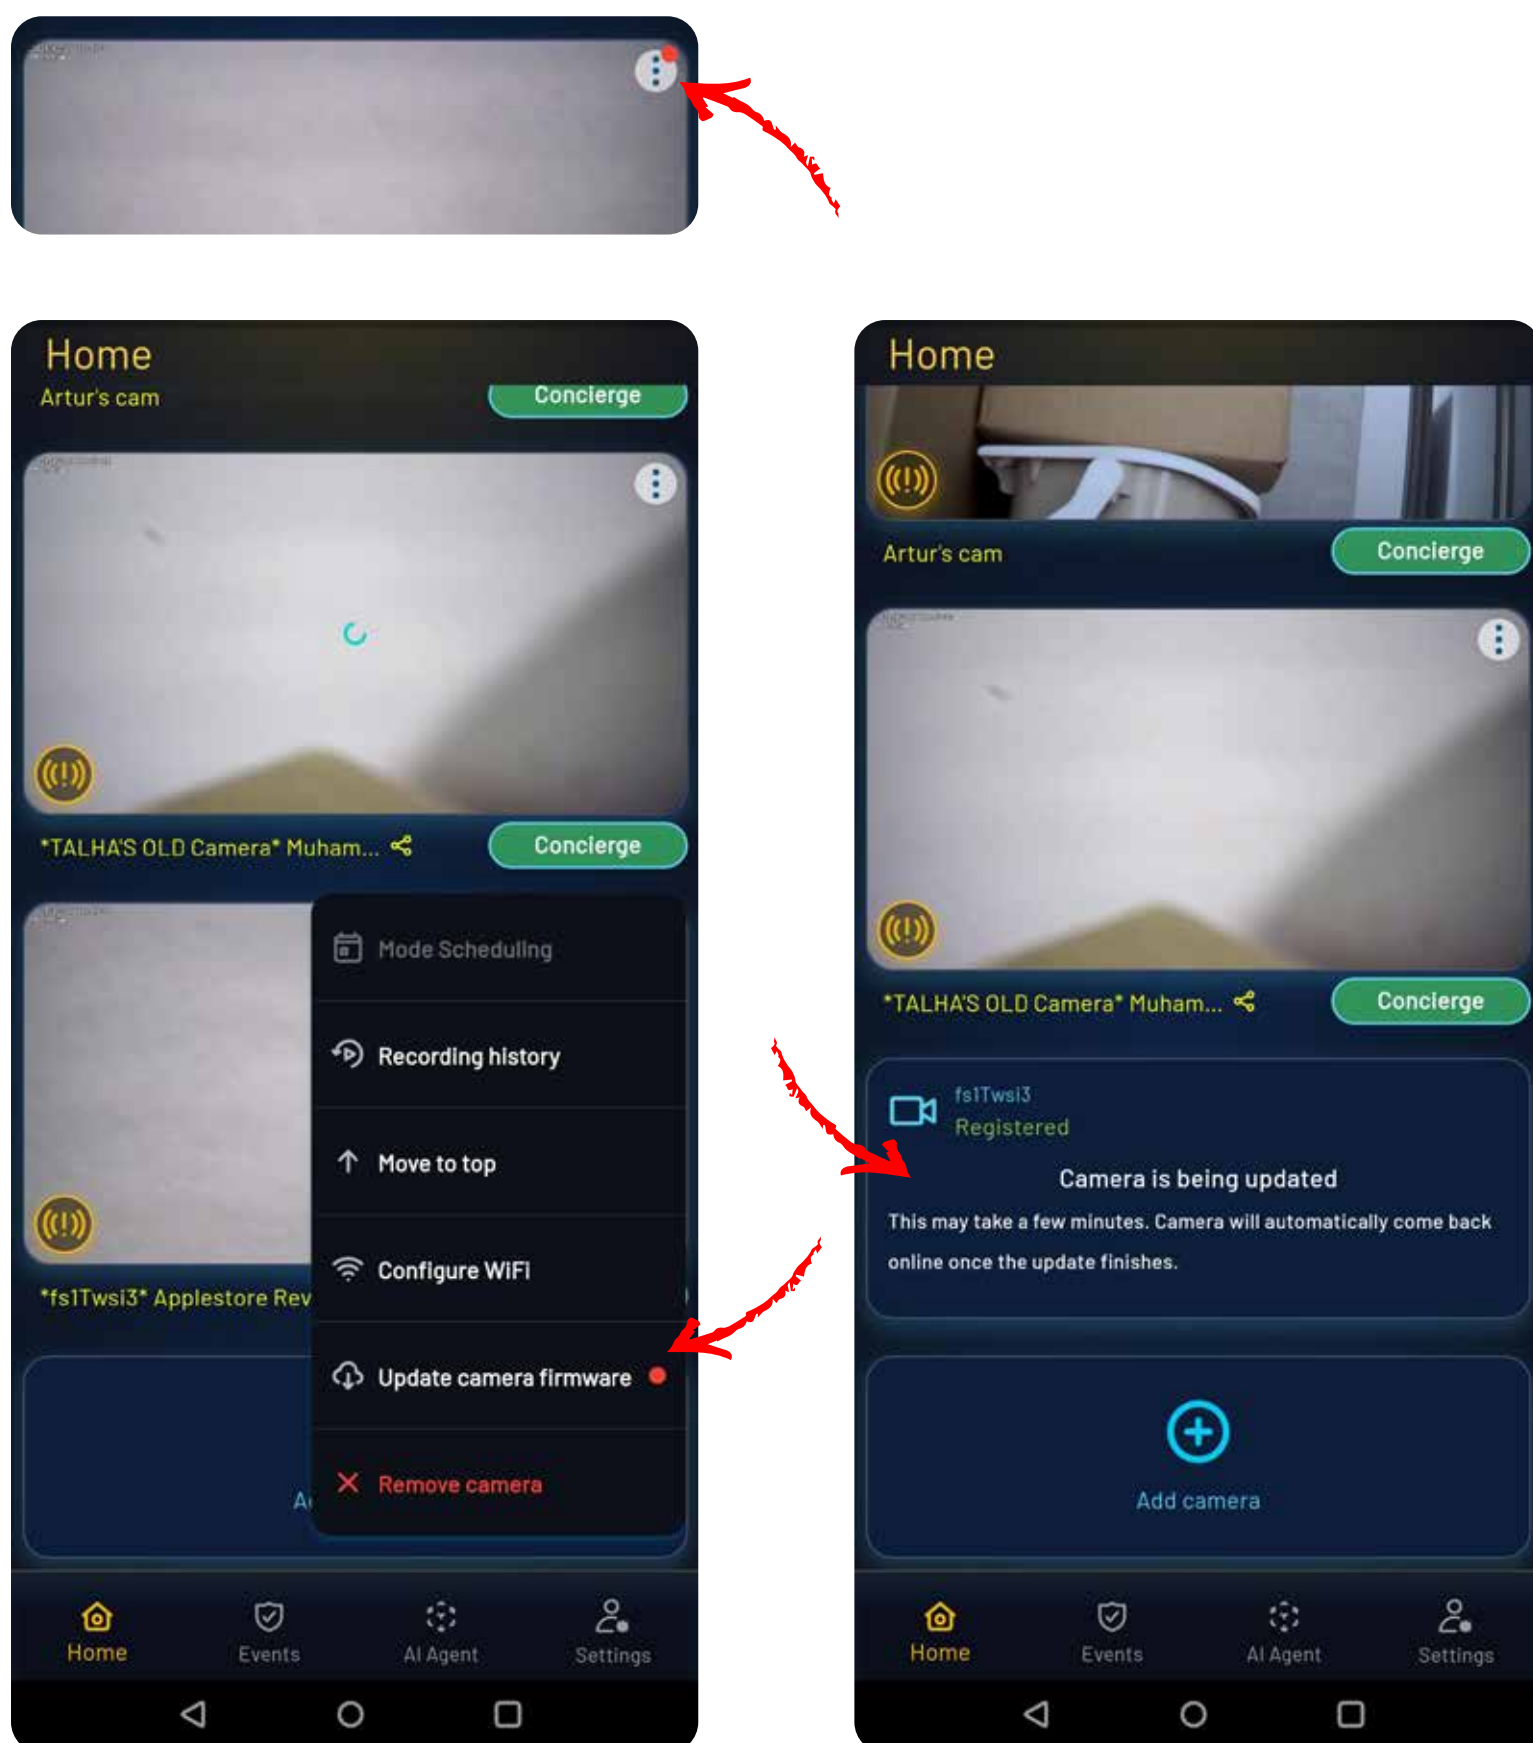 Home
Artur's cam
Concierge
*TALHA'S OLD Camera* Muham...
Concierge
Mode Scheduling
Recording history
Move to top
Configure WiFi
*fs1Twsi3* Applestore Rev
Update camera firmware
Remove camera
Home
Events
AI Agent
Settings
Home
Artur's cam
Concierge
*TALHA'S OLD Camera* Muham...
Concierge
fs1Twsi3
Registered
Camera is being updated
This may take a few minutes. Camera will automatically come back
online once the update finishes.
Add camera
Home
Events
AI Agent
Settings